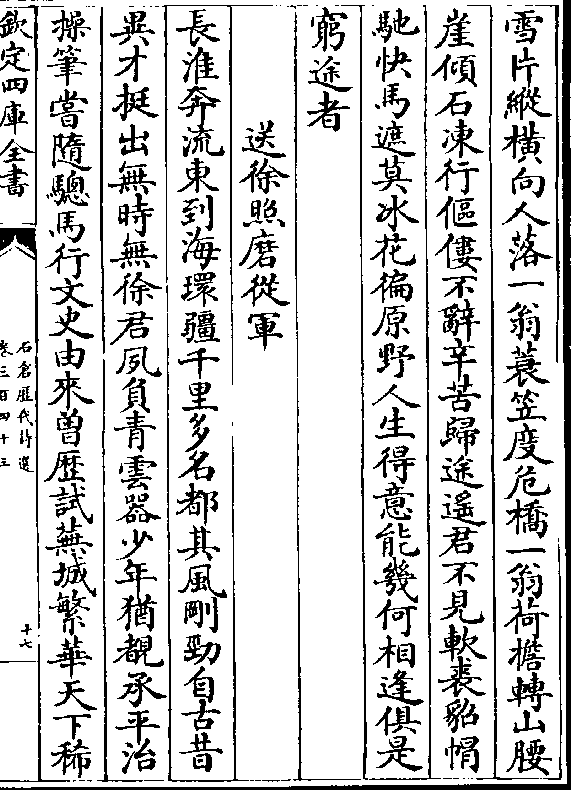 雪片縱橫向人落一翁蓑笠度危橋一翁荷擔轉山腰
崖傾石凍行傴僂不辭辛苦歸途遥君不見軟裘貂帽
馳快馬遮莫冰花徧原野人生得意能幾何相逢俱是
窮途者
送徐照磨從軍
長淮奔流東到海環疆千里多名都其風剛勁自古昔
異才挺出無時無徐君夙負青雲器少年猶覩承平治
操筆嘗隨驄馬行文史由來曽歴試蕪城繁華天下稀
欽定四庫全書
石倉歴代詩選
卷三百四十三
十七